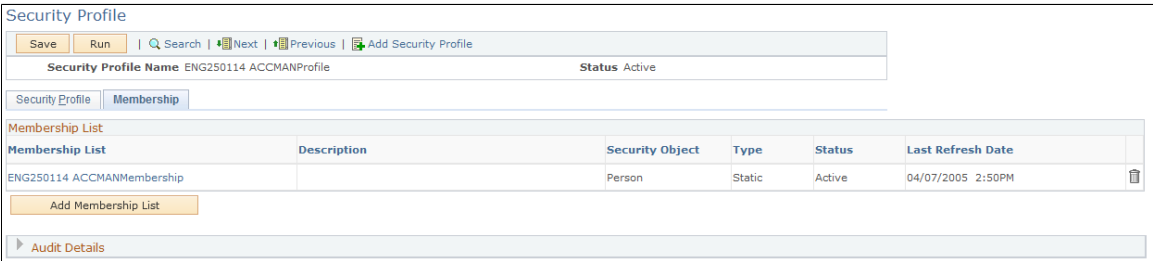 Security Profile
Save Run | Search | Next | Previous | Add Security Profile
Security Profile Name ENG250114 ACCMANProfile Status Active
Security Profile Membership
Membership List
Membership List Description Security Object Type Status Last Refresh Date
ENG250114 ACCMANMembership Person Static Active 04/07/2005 2:50PM
Add Membership List
Audit Details